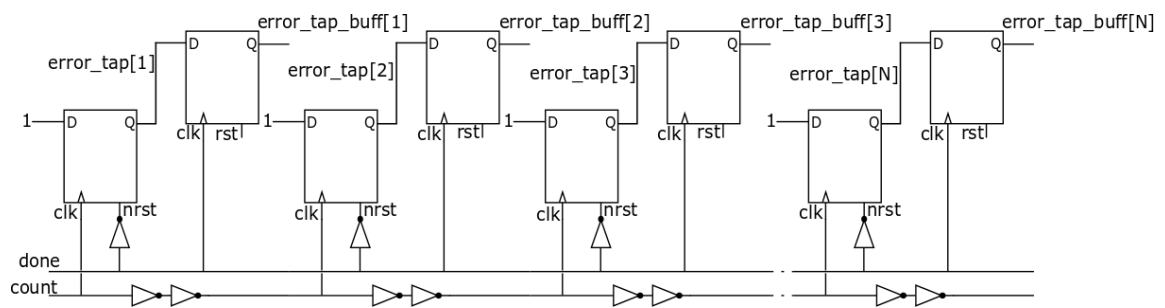 error_tap_buff[1] error_tap_buff[2] error_tap_buff[3] error_tap_buff[N]
D Q D Q D Q D Q
error_tap[1] error_tap[2] error_tap[3] error_tap[N]
1 D Q clk rst 1 D Q clk rst 1 D Q clk rst 1 D Q clk rst
clk nrst clk nrst clk nrst clk nrst
done
count